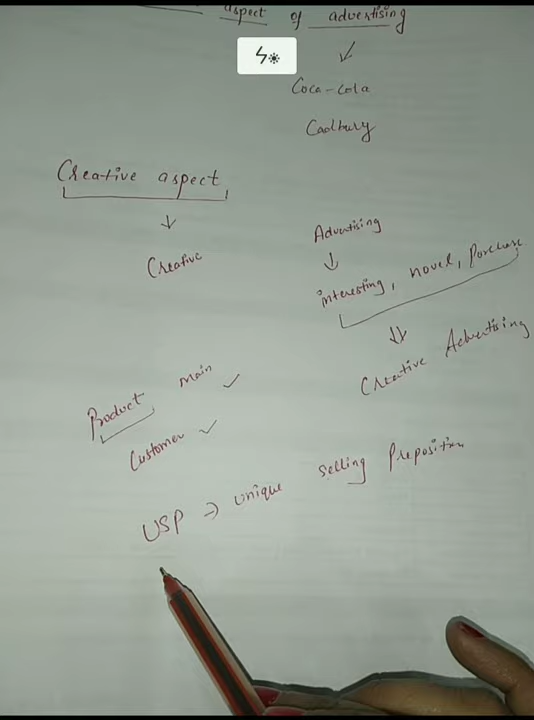 aspect of advertising
Coca-cola
Cadbury
Creative aspect
Creative
Advertising
interesting, novel, Purchase
Creative Advertising
Product main
Customer
USP → unique selling Preposition